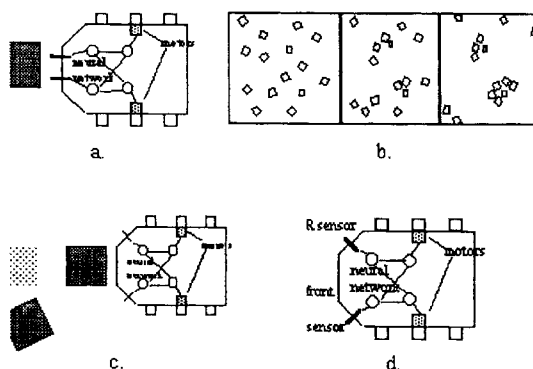 motors
neural
network
a.
b.
c.
R sensor
motors
neural
network
front
sensor
d.